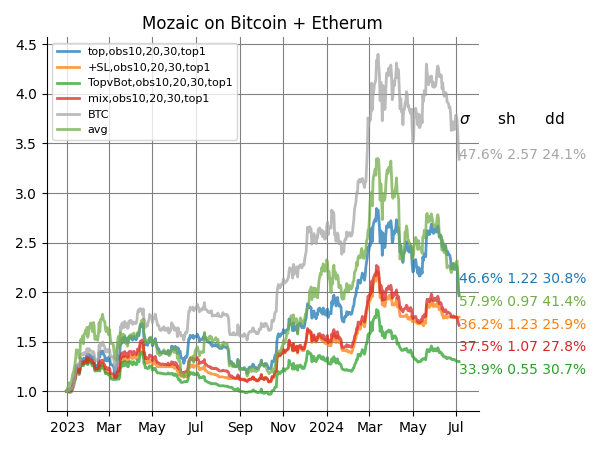 Mozaic on Bitcoin + Etherum
4.5
4.0
3.5
3.0
2.5
2.0
1.5
1.0
top,obs10,20,30,top1
+SL,obs10,20,30,top1
TopvBot,obs10,20,30,top1
mix,obs10,20,30,top1
BTC
avg
σ sh dd
47.6% 2.57 24.1%
46.6% 1.22 30.8%
57.9% 0.97 41.4%
36.2% 1.23 25.9%
37.5% 1.07 27.8%
33.9% 0.55 30.7%
2023 Mar May Jul Sep Nov 2024 Mar May Jul